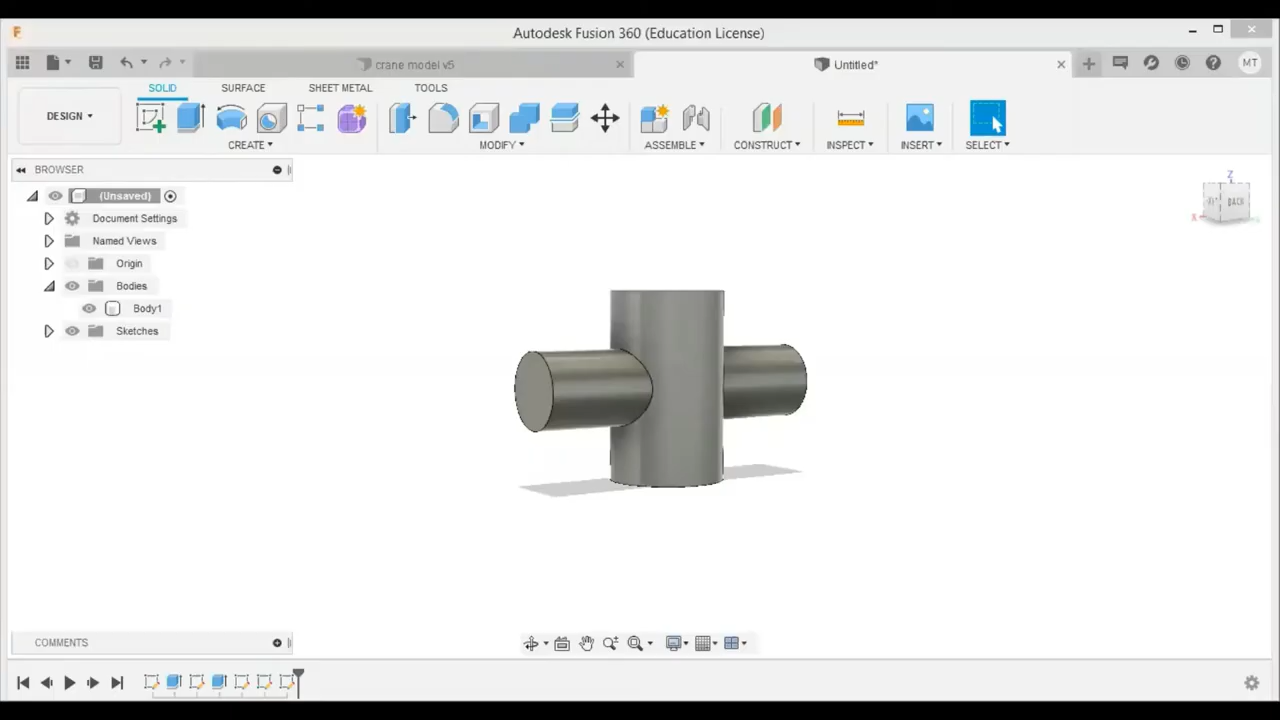 Autodesk Fusion 360 (Education License)
crane model v5
Untitled*
MT
SOLID SURFACE SHEET METAL TOOLS
DESIGN
CREATE MODIFY ASSEMBLE CONSTRUCT INSPECT INSERT SELECT
BROWSER
(Unsaved)
Document Settings
Named Views
Origin
Bodies
Body1
Sketches
Z
BACK
X
COMMENTS